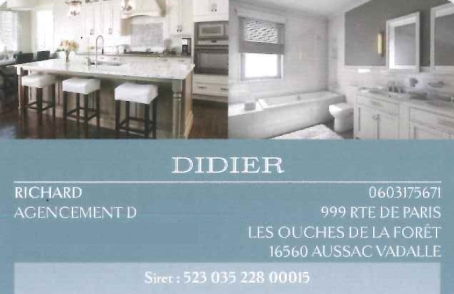 DIDIER
RICHARD
AGENCEMENT D
0603175671
999 RTE DE PARIS
LES OUCHES DE LA FORÊT
16560 AUSSAC VADALLE
Siret : 523 035 228 00015